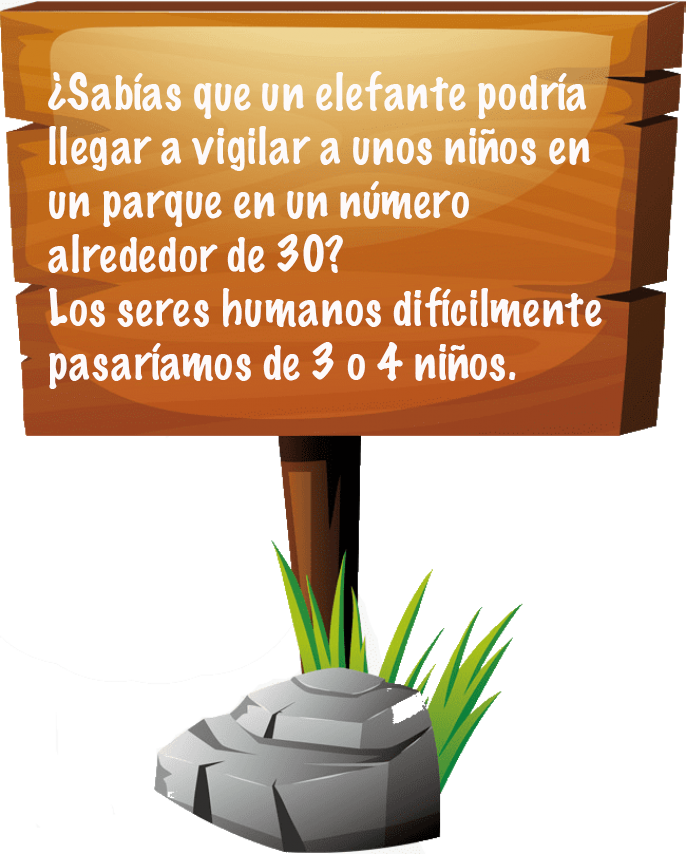 ¿Sabías que un elefante podría
llegar a vigilar a unos niños en
un parque en un número
alrededor de 30?
Los seres humanos difícilmente
pasaríamos de 3 o 4 niños.